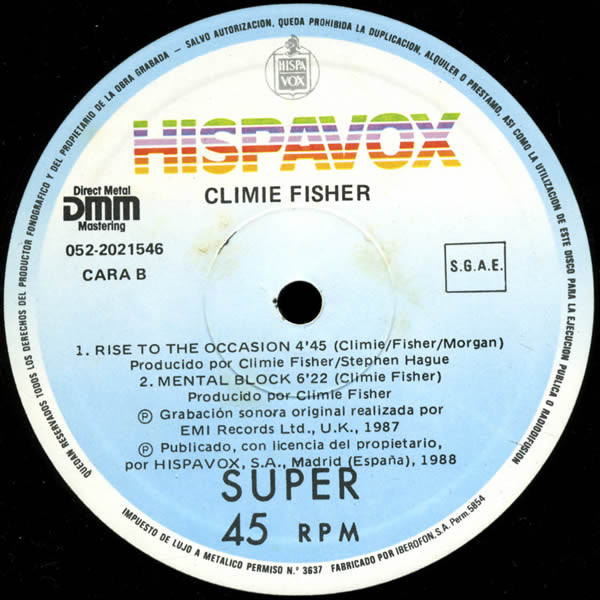 QUEDAN RESERVADOS TODOS LOS DERECHOS DEL PRODUCTOR FONOGRAFICO Y DEL PROPIETARIO DE LA OBRA GRABADA – SALVO AUTORIZACION, QUEDA PROHIBIDA LA DUPLICACION, ALQUILER O PRESTAMO, ASI COMO LA UTILIZACION DE ESTE DISCO PARA LA EJECUCION PUBLICA O RADIODIFUSION
HISPA
VOX
HISPAVOX
CLIMIE FISHER
Direct Metal
DMM
Mastering
052-2021546
CARA B
S.G.A.E.
1. RISE TO THE OCCASION 4'45 (Climie/Fisher/Morgan)
Producido por Climie Fisher/Stephen Hague
2. MENTAL BLOCK 6'22 (Climie Fisher)
Producido por Climie Fisher
Ⓟ Grabación sonora original realizada por
EMI Records Ltd., U.K., 1987
Ⓟ Publicado, con licencia del propietario,
por HISPAVOX, S.A., Madrid (España), 1988
SUPER
45 RPM
IMPUESTO DE LUJO A METALICO PERMISO N.º 3637 FABRICADO POR IBEROFON, S.A. Perm. 5854